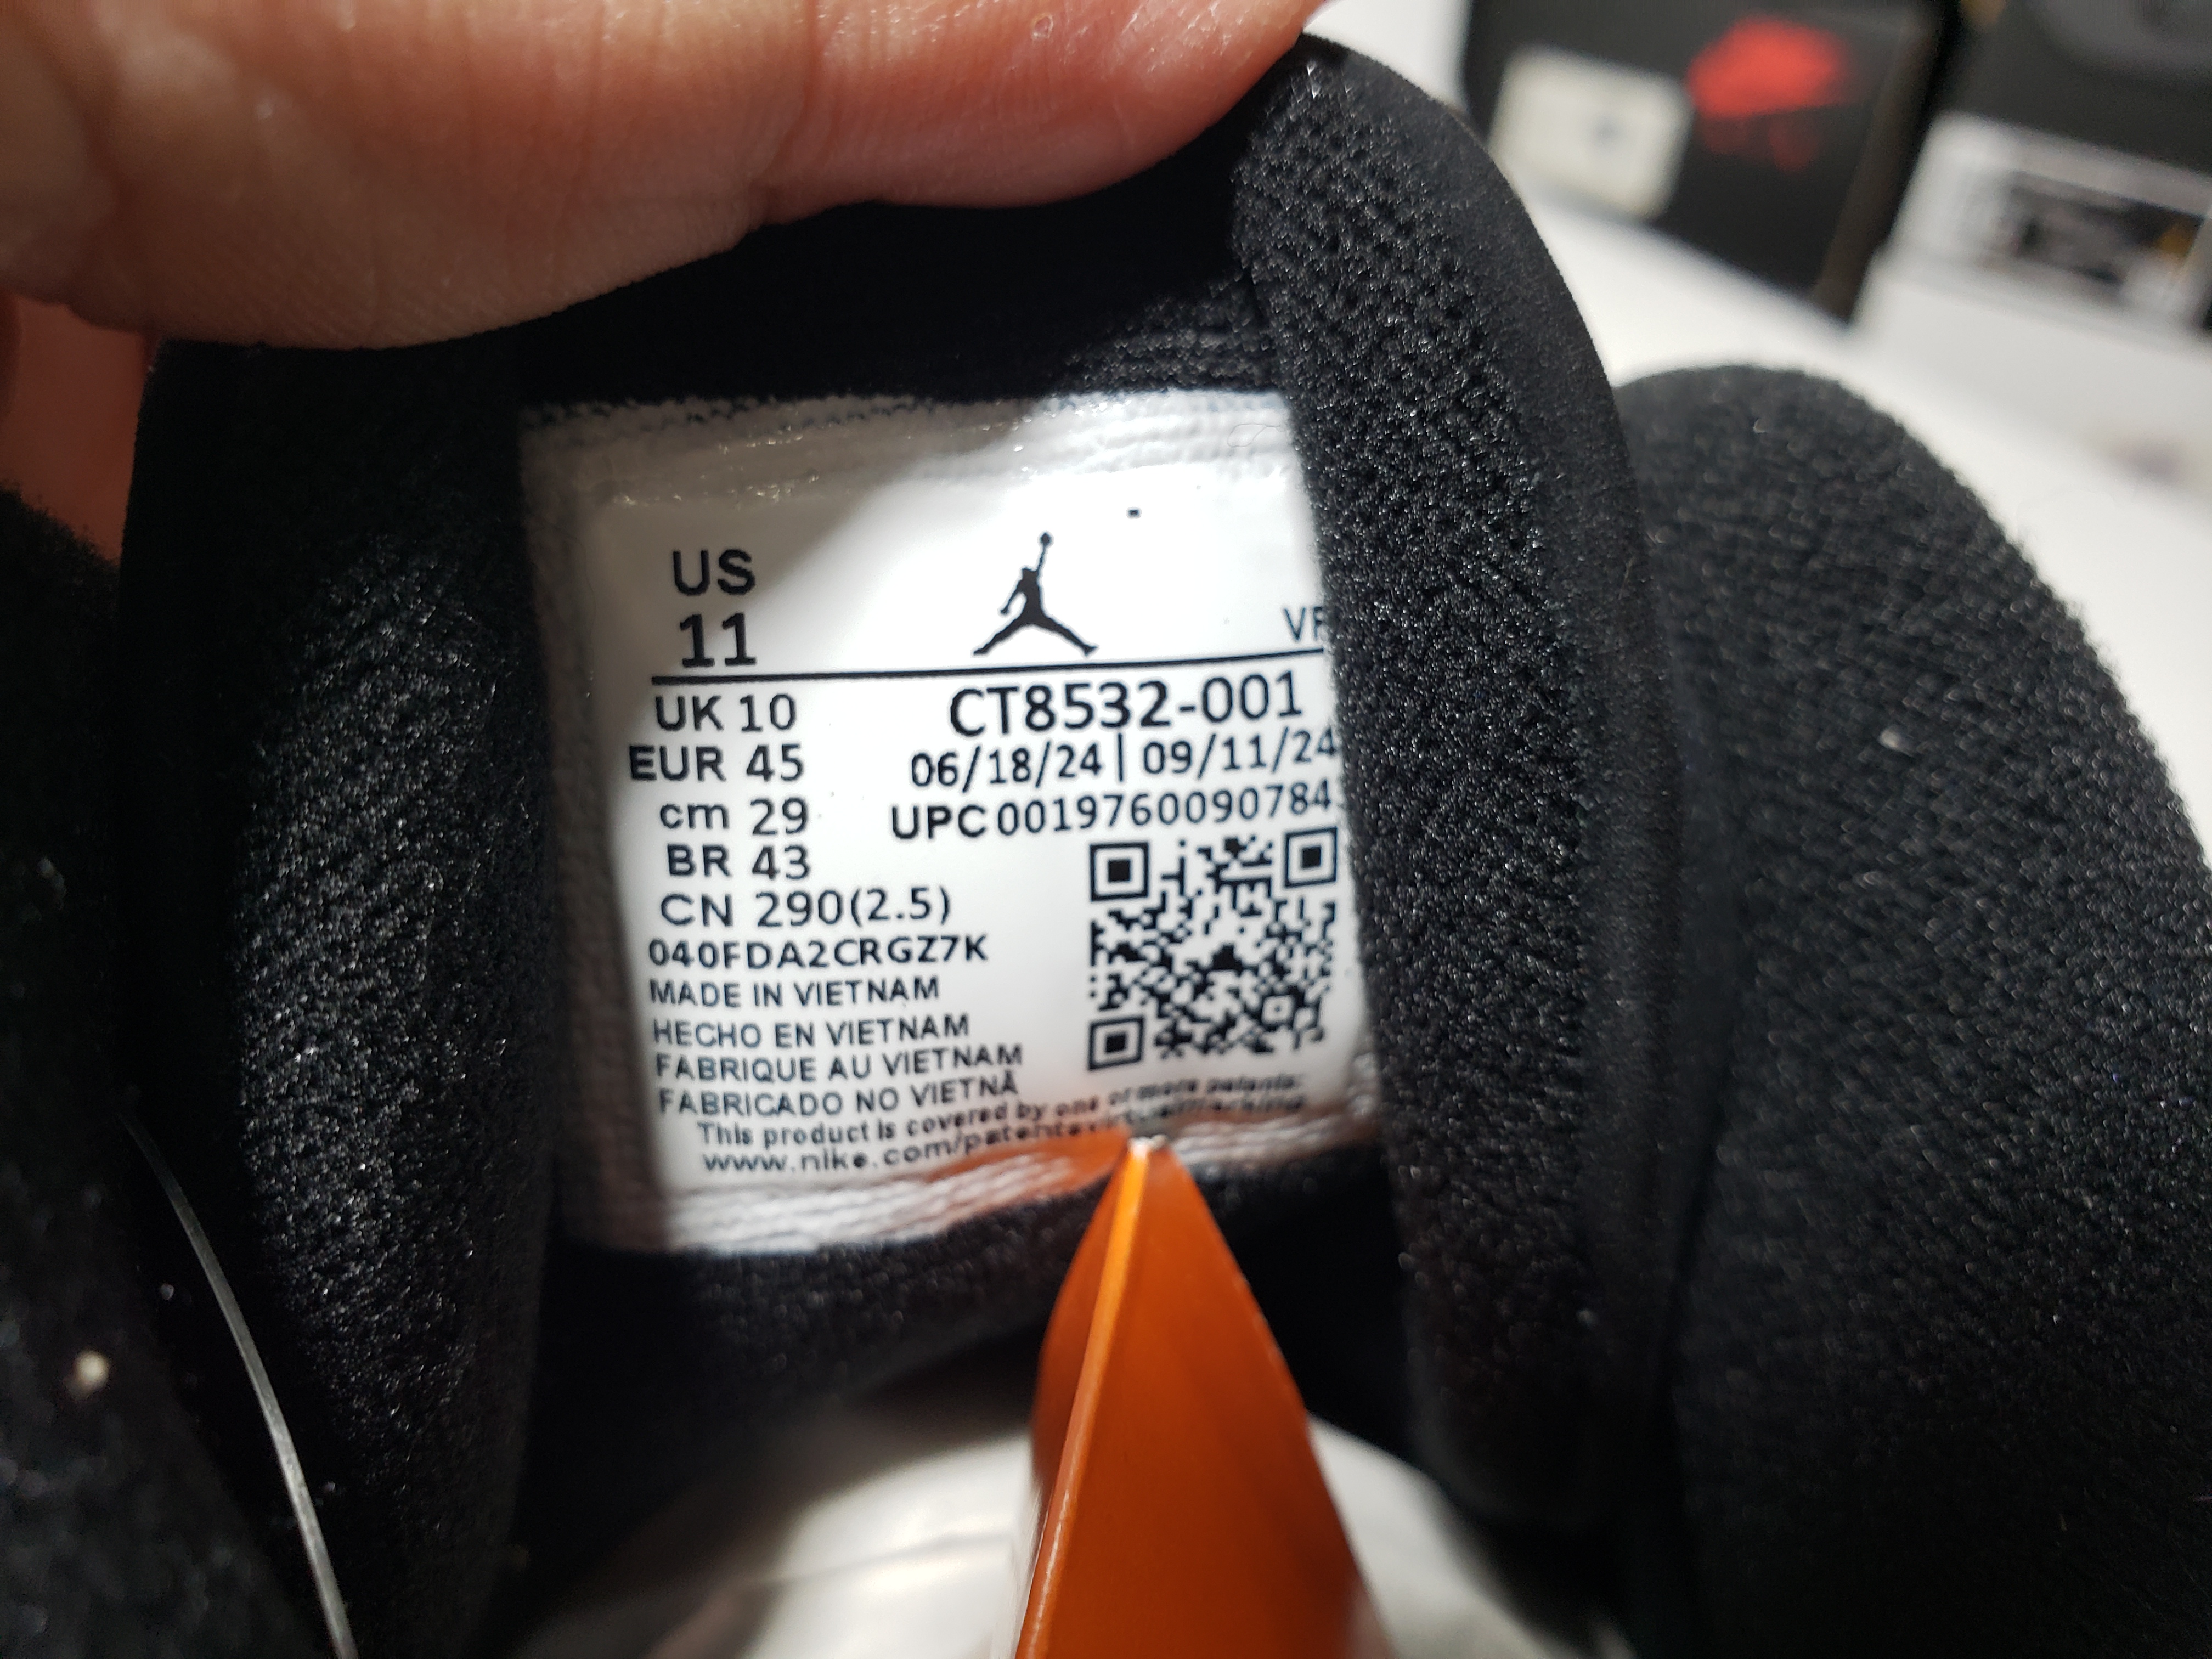 US
11
VF
UK 10
CT8532-001
EUR 45
06/18/24 | 09/11/24
cm 29
UPC 0019760090784
BR 43
CN 290(2.5)
040FDA2CRGZ7K
MADE IN VIETNAM
HECHO EN VIETNAM
FABRIQUE AU VIETNAM
FABRICADO NO VIETNÃ
This product is covered by one or more patents:
www.nike.com/patentsvirtualmarking